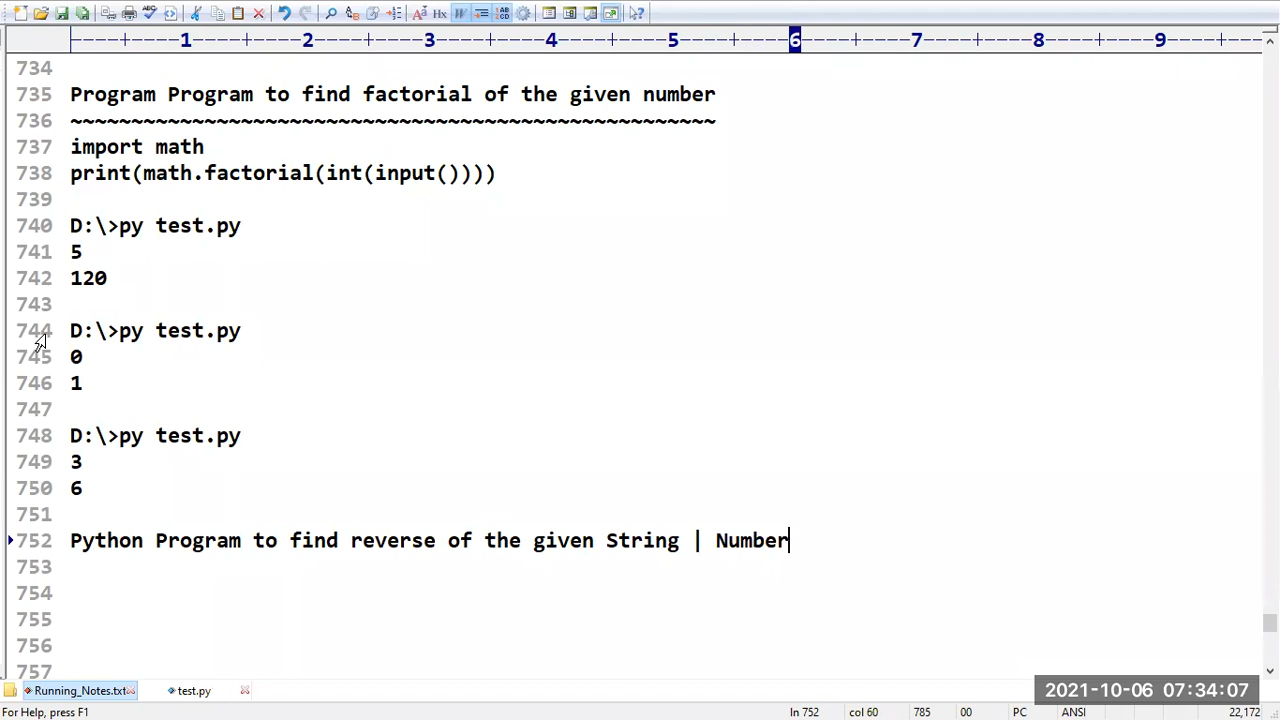 1 2 3 4 5 6 7 8 9
734
735 Program Program to find factorial of the given number
736 ~~~~~~~~~~~~~~~~~~~~~~~~~~~~~~~~~~~~~~~~~~~~~~~~~~~~~
737 import math
738 print(math.factorial(int(input())))
739
740 D:\>py test.py
741 5
742 120
743
744 D:\>py test.py
745 0
746 1
747
748 D:\>py test.py
749 3
750 6
751
752 Python Program to find reverse of the given String | Number
753
754
755
756
757
Running_Notes.txt test.py
2021-10-06 07:34:07
For Help, press F1 ln 752 col 60 785 00 PC ANSI 22,172